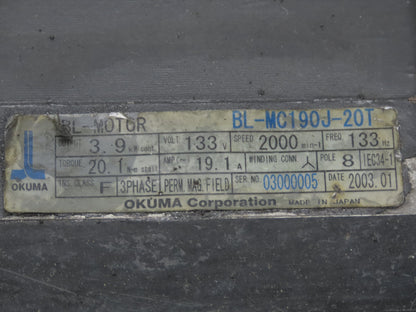 BL-MOTOR BL-MC190J-20T
3.9 kW cont. VOLT 133 V SPEED 2000 min-1 FREQ 133 Hz
TORQUE 20.1 N-m stall AMP 19.1 A WINDING CONN POLE 8 IEC34-1
INS.CLASS F 3PHASE PERM MAG.FIELD SER NO. 03000005 DATE 2003.01
OKUMA
OKUMA Corporation MADE IN JAPAN